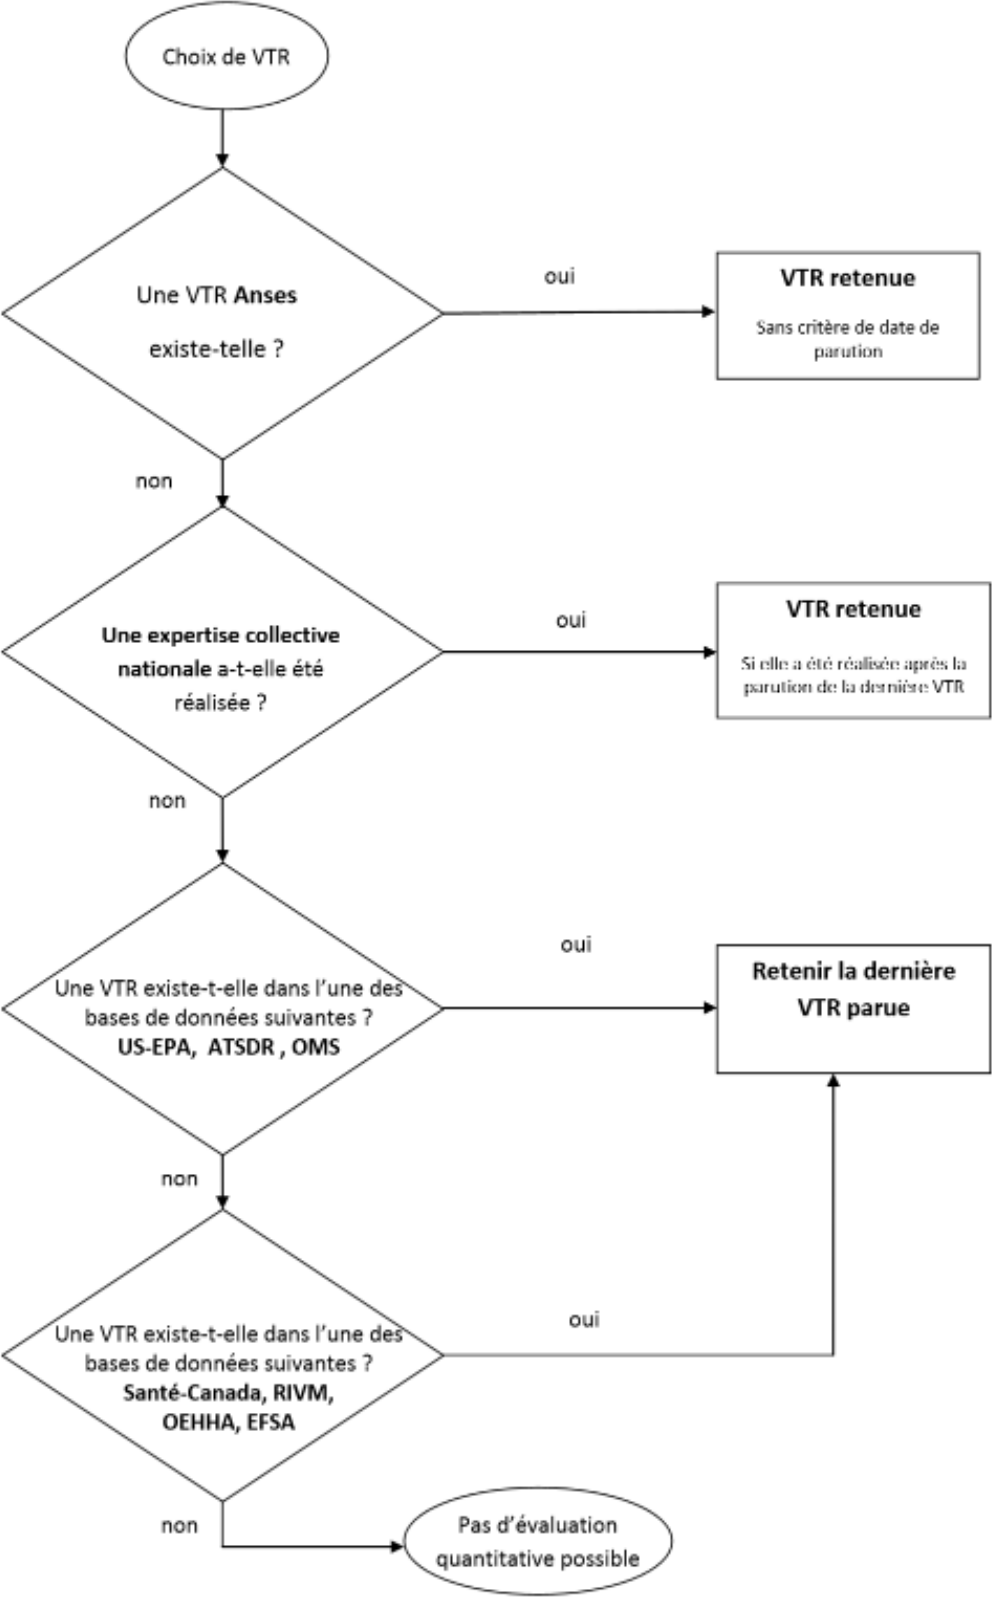 Choix de VTR
Une VTR Anses
existe-telle ?
oui
VTR retenue
Sans critère de date de
parution
non
Une expertise collective
nationale a-t-elle été
réalisée ?
oui
VTR retenue
Si elle a été réalisée après la
parution de la dernière VTR
non
Une VTR existe-t-elle dans l’une des
bases de données suivantes ?
US-EPA, ATSDR , OMS
oui
Retenir la dernière
VTR parue
non
Une VTR existe-t-elle dans l’une des
bases de données suivantes ?
Santé-Canada, RIVM,
OEHHA, EFSA
oui
non
Pas d’évaluation
quantitative possible